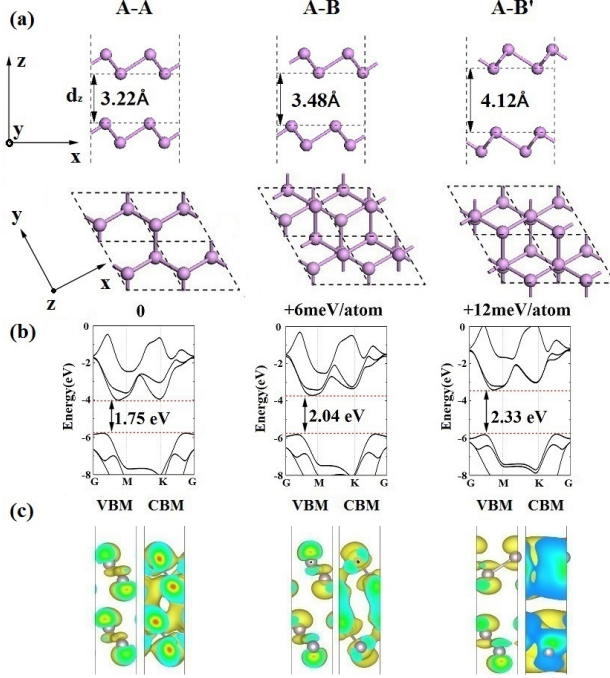 (a)
A-A
A-B
A-B'
z
y
x
dz
3.22Å
3.48Å
4.12Å
y
x
z
0
+6meV/atom
+12meV/atom
(b)
Energy(eV)
0
-2
-4
-6
-8
1.75 eV
G M K G
Energy(eV)
0
-2
-4
-6
-8
2.04 eV
G M K G
Energy(eV)
0
-2
-4
-6
-8
2.33 eV
G M K G
(c)
VBM CBM
VBM CBM
VBM CBM